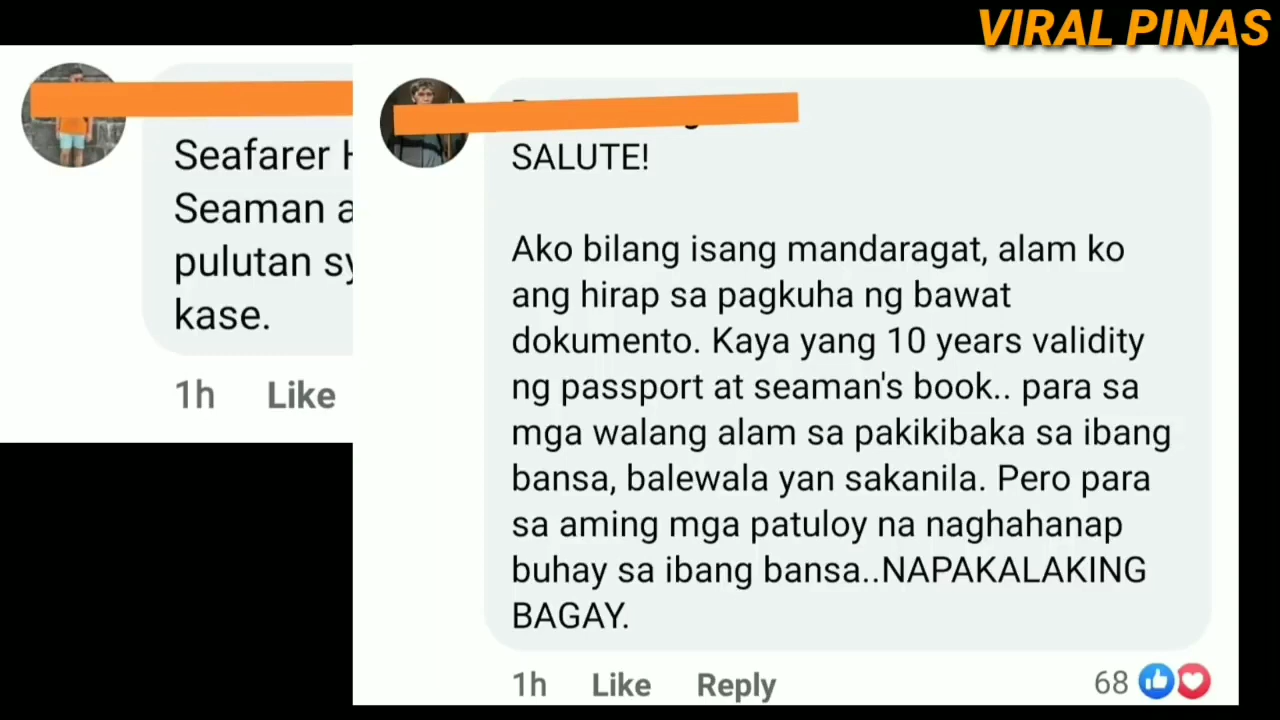 VIRAL PINAS
Seafarer
Seaman
pulutan
kase.
1h Like
SALUTE!
Ako bilang isang mandaragat, alam ko
ang hirap sa pagkuha ng bawat
dokumento. Kaya yang 10 years validity
ng passport at seaman's book.. para sa
mga walang alam sa pakikibaka sa ibang
bansa, balewala yan sakanila. Pero para
sa aming mga patuloy na naghahanap
buhay sa ibang bansa..NAPAKALAKING
BAGAY.
1h Like Reply 68